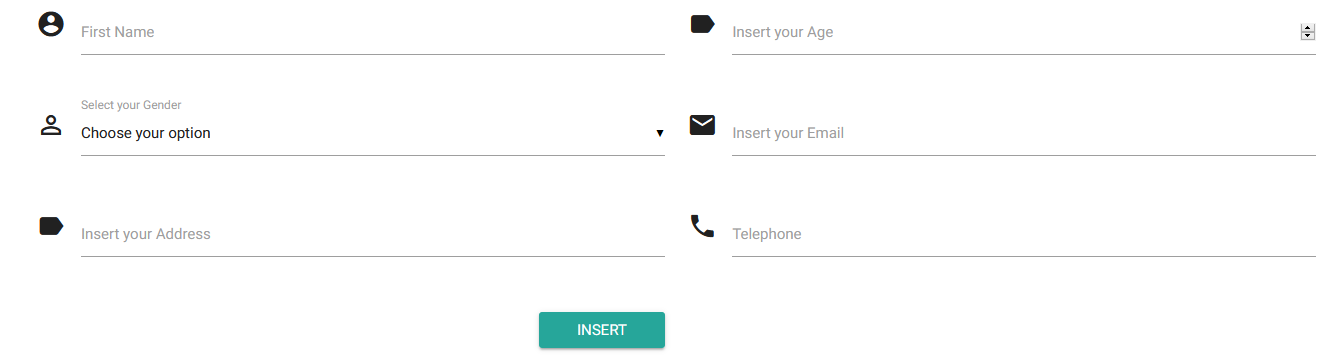 First Name
Insert your Age
Select your Gender
Choose your option
Insert your Email
Insert your Address
Telephone
INSERT